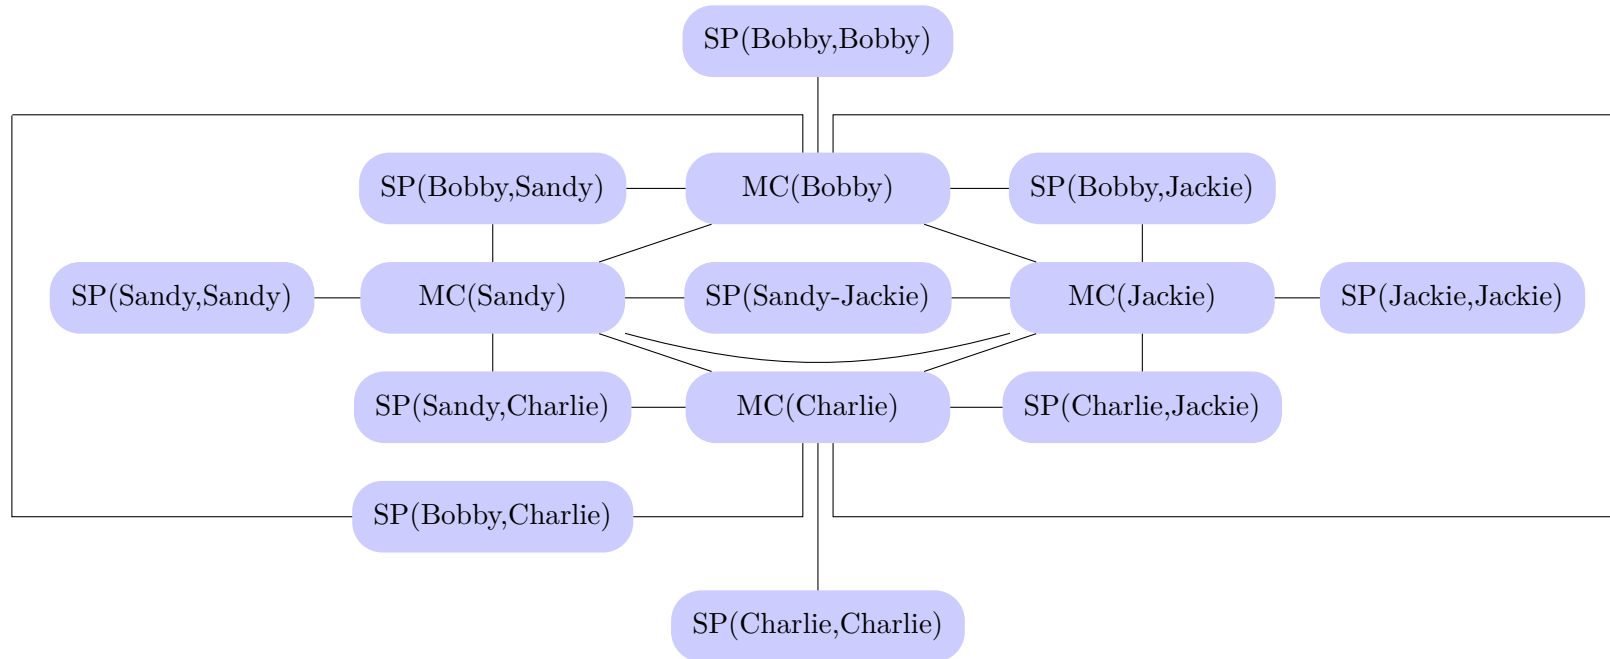 SP(Bobby,Bobby)
SP(Bobby,Sandy)
MC(Bobby)
SP(Bobby,Jackie)
SP(Sandy,Sandy)
MC(Sandy)
SP(Sandy-Jackie)
MC(Jackie)
SP(Jackie,Jackie)
SP(Sandy,Charlie)
MC(Charlie)
SP(Charlie,Jackie)
SP(Bobby,Charlie)
SP(Charlie,Charlie)